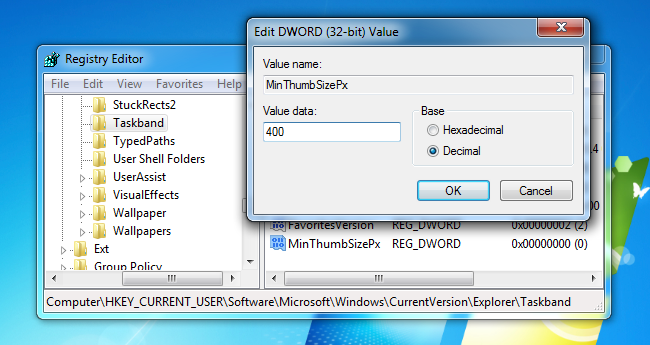 Edit DWORD (32-bit) Value
Registry Editor
File Edit View Favorites Help
Value name:
MinThumbSizePx
Value data:
400
Base
Hexadecimal
Decimal
OK Cancel
StuckRects2
Taskband
TypedPaths
User Shell Folders
UserAssist
VisualEffects
Wallpaper
Wallpapers
Ext
Group Policy
FavoritesVersion REG_DWORD 0x00000002 (2)
MinThumbSizePx REG_DWORD 0x00000000 (0)
Computer\HKEY_CURRENT_USER\Software\Microsoft\Windows\CurrentVersion\Explorer\Taskband